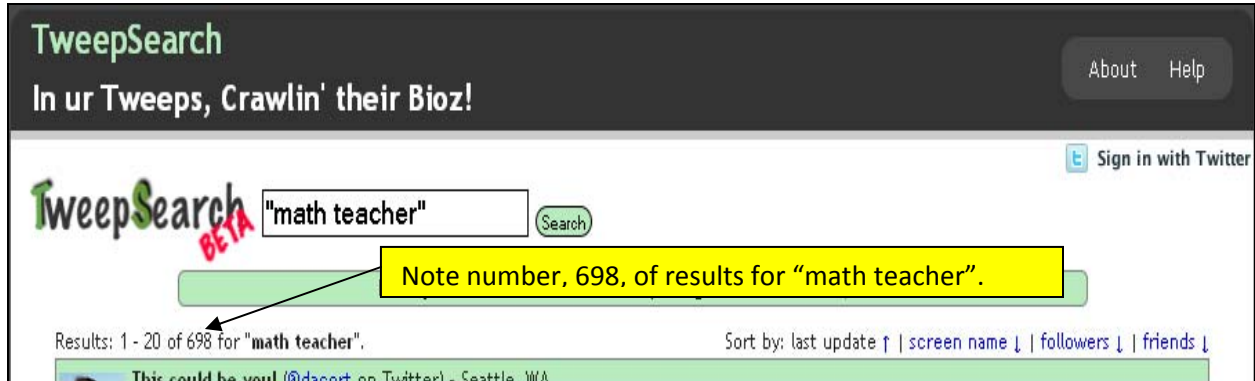 TweepSearch
In ur Tweeps, Crawlin' their Bioz!
About Help
Sign in with Twitter
TweepSearch BETA
"math teacher"
Search
Note number, 698, of results for “math teacher”.
Results: 1 - 20 of 698 for "math teacher".
Sort by: last update ↑ | screen name ↓ | followers ↓ | friends ↓
This could be you! (@dacort on Twitter) - Seattle, WA